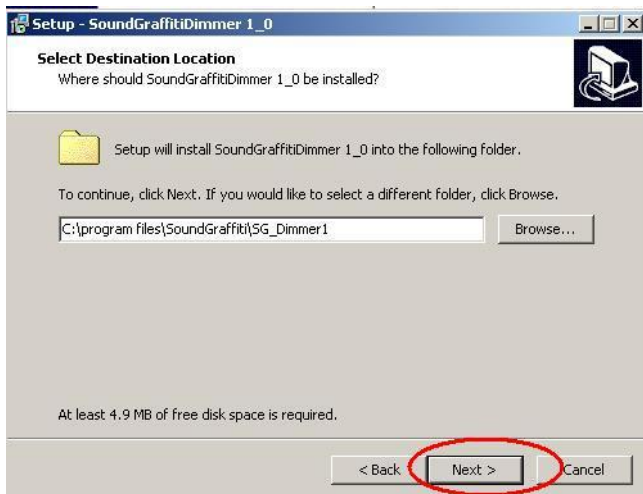 Setup - SoundGraffitiDimmer 1_0
Select Destination Location
Where should SoundGraffitiDimmer 1_0 be installed?
Setup will install SoundGraffitiDimmer 1_0 into the following folder.
To continue, click Next. If you would like to select a different folder, click Browse.
C:\program files\SoundGraffiti\SG_Dimmer1
Browse...
At least 4.9 MB of free disk space is required.
< Back Next > Cancel